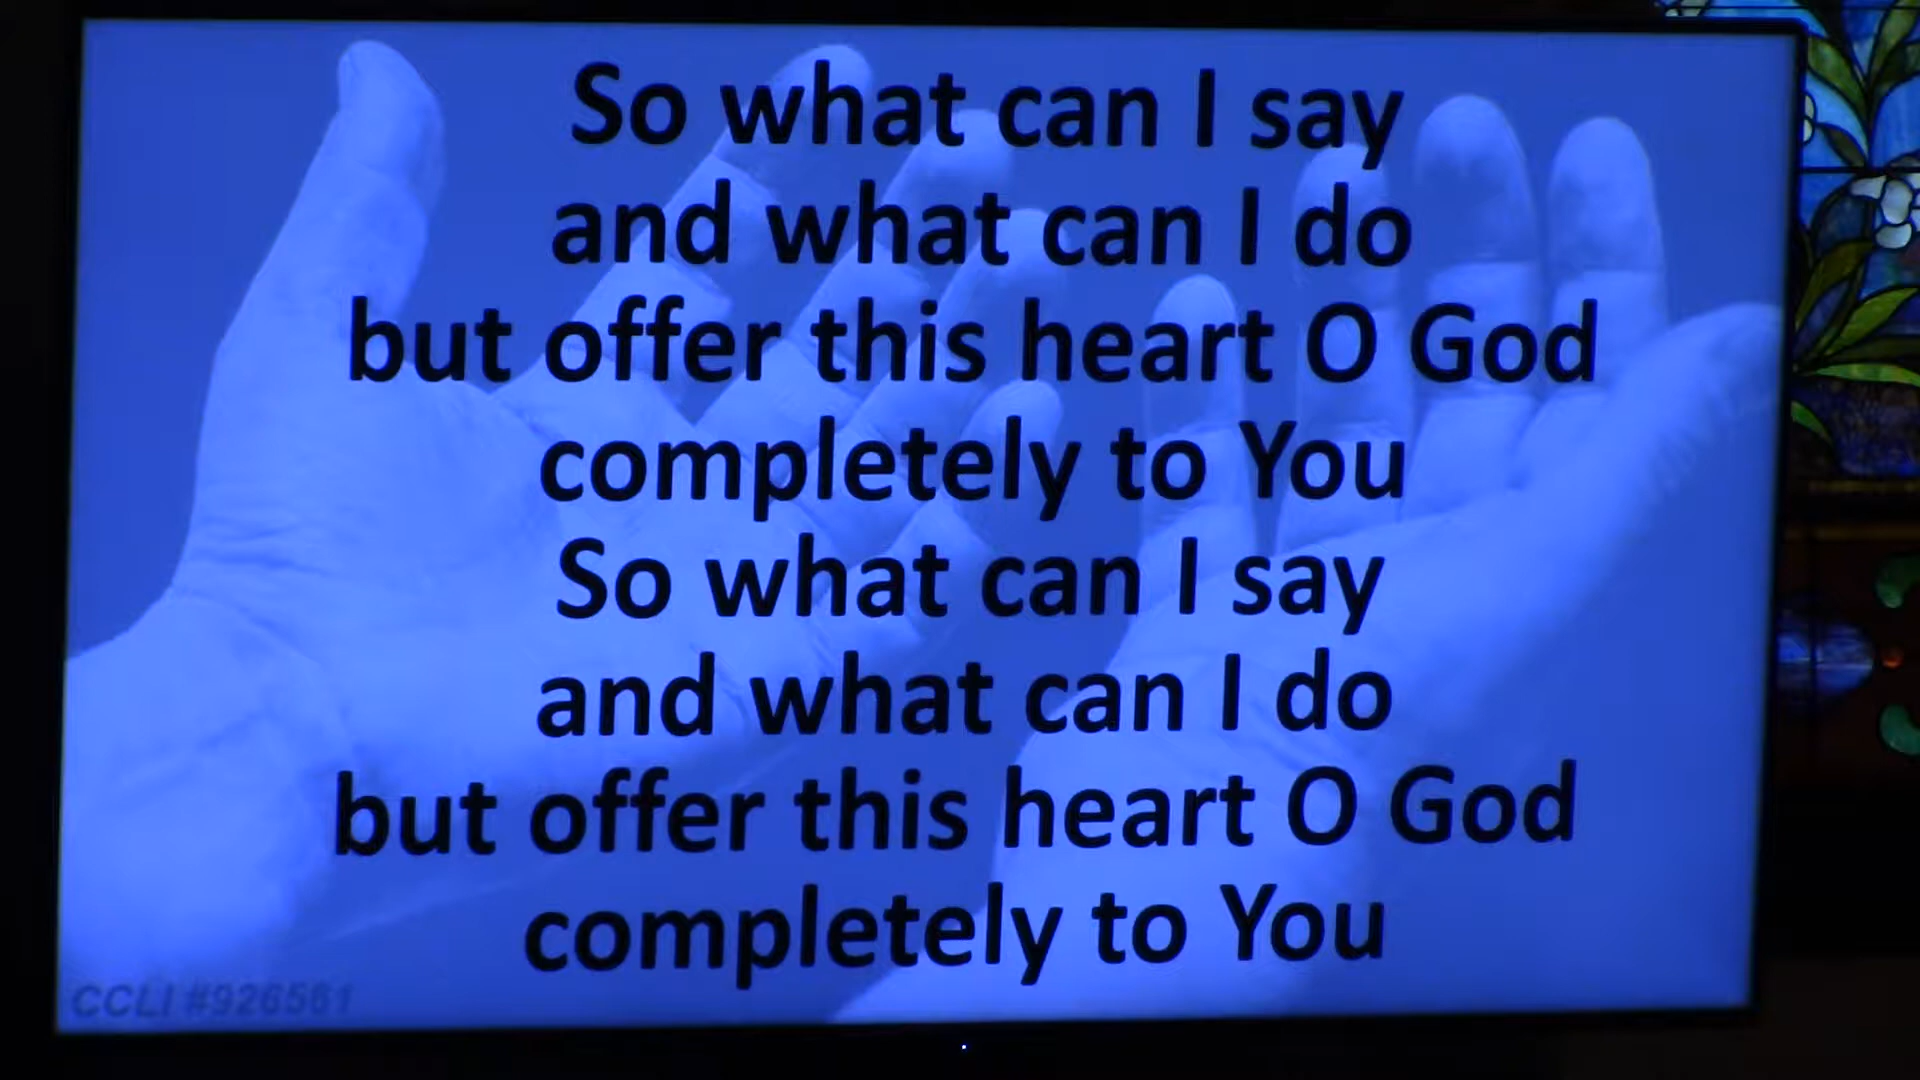 So what can I say
and what can I do
but offer this heart O God
completely to You
So what can I say
and what can I do
but offer this heart O God
completely to You
CCLI #926561